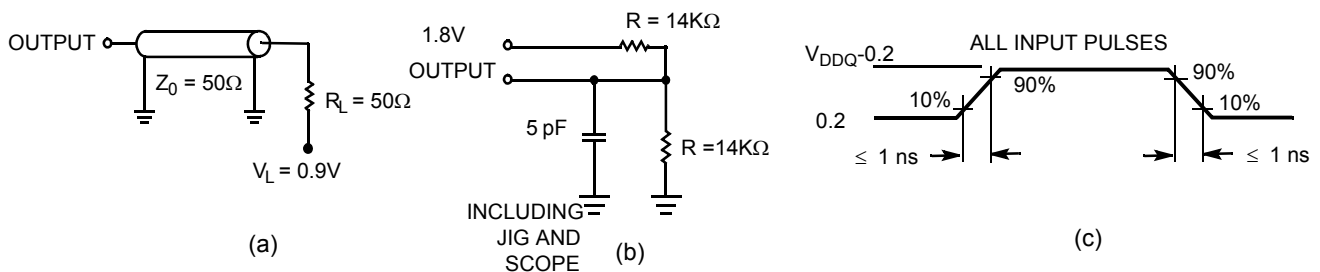 OUTPUT
Z0 = 50Ω
RL = 50Ω
VL = 0.9V
(a)
R = 14KΩ
1.8V
OUTPUT
5 pF
R =14KΩ
INCLUDING
JIG AND
SCOPE
(b)
ALL INPUT PULSES
VDDQ-0.2
90%
90%
10%
10%
0.2
≤ 1 ns
≤ 1 ns
(c)